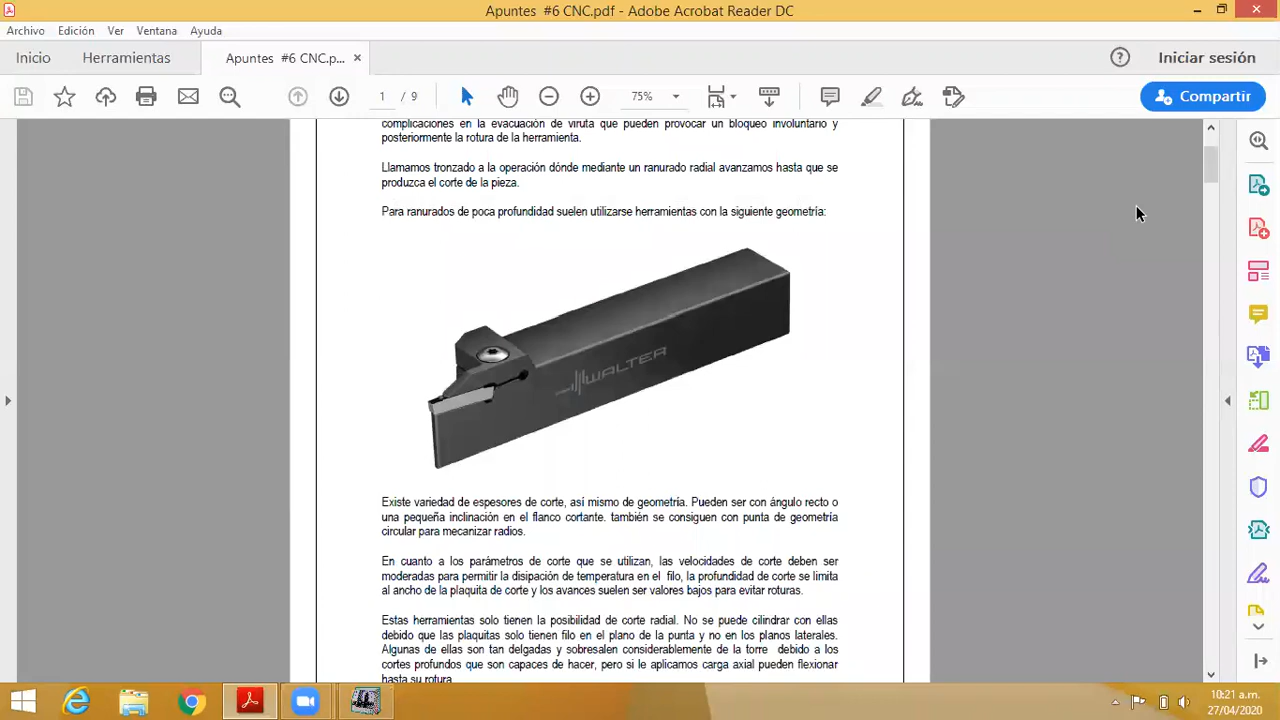 Apuntes #6 CNC.pdf - Adobe Acrobat Reader DC
Archivo Edición Ver Ventana Ayuda
Inicio Herramientas Apuntes #6 CNC.p... ×
Iniciar sesión
1 / 9 75% Compartir
complicaciones en la evacuación de viruta que pueden provocar un bloqueo involuntario y
posteriormente la rotura de la herramienta.
Llamamos tronzado a la operación dónde mediante un ranurado radial avanzamos hasta que se
produzca el corte de la pieza.
Para ranurados de poca profundidad suelen utilizarse herramientas con la siguiente geometría:
WALTER
Existe variedad de espesores de corte, así mismo de geometría. Pueden ser con ángulo recto o
una pequeña inclinación en el flanco cortante. también se consiguen con punta de geometría
circular para mecanizar radios.
En cuanto a los parámetros de corte que se utilizan, las velocidades de corte deben ser
moderadas para permitir la disipación de temperatura en el filo, la profundidad de corte se limita
al ancho de la plaquita de corte y los avances suelen ser valores bajos para evitar roturas.
Estas herramientas solo tienen la posibilidad de corte radial. No se puede cilindrar con ellas
debido que las plaquitas solo tienen filo en el plano de la punta y no en los planos laterales.
Algunas de ellas son tan delgadas y sobresalen considerablemente de la torre debido a los
cortes profundos que son capaces de hacer, pero si le aplicamos carga axial pueden flexionar
hasta su rotura
10:21 a.m.
27/04/2020